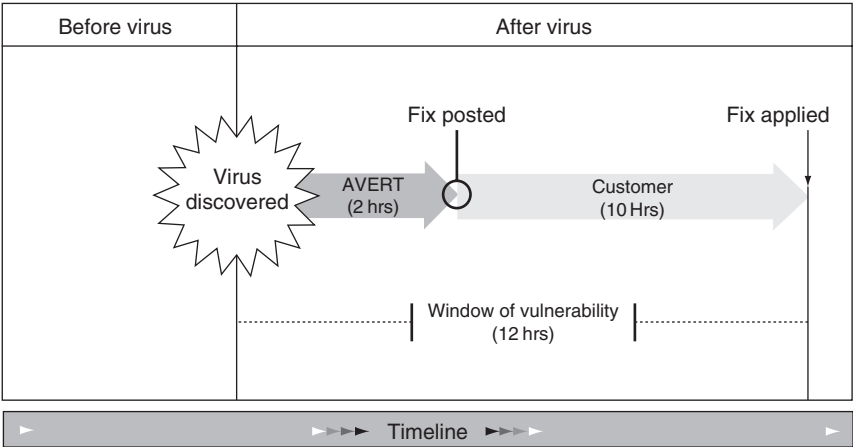 Before virus
After virus
Fix posted
Fix applied
Virus
discovered
AVERT
(2 hrs)
Customer
(10 Hrs)
Window of vulnerability
(12 hrs)
Timeline